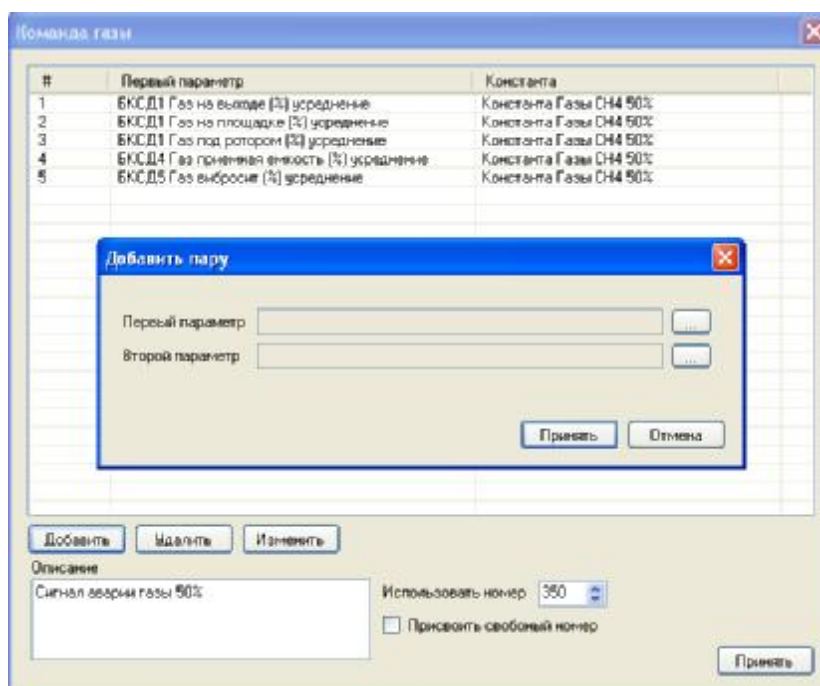 Команда газы
# Первый параметр Константа
1 БКСД1 Газ на выходе (%) усреднение Константа Газы CH4 50%
2 БКСД1 Газ на площадке (%) усреднение Константа Газы CH4 50%
3 БКСД1 Газ под ротором (%) усреднение Константа Газы CH4 50%
4 БКСД4 Газ приемная емкость (%) усреднение Константа Газы CH4 50%
5 БКСД5 Газ вибросит (%) усреднение Константа Газы CH4 50%
Добавить пару
Первый параметр ...
Второй параметр ...
Принять Отмена
Добавить Удалить Изменить
Описание
Сигнал аварии газы 50%
Использовать номер 350
Присвоить свобоный номер
Принять